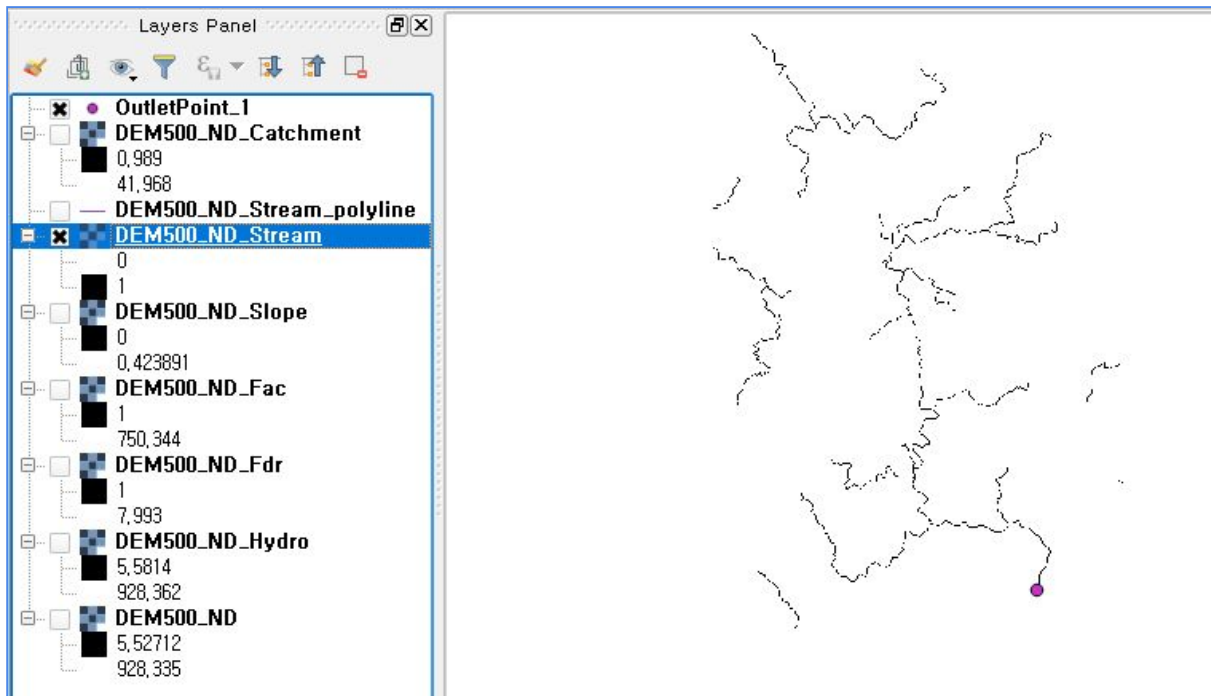 Layers Panel
OutletPoint_1
DEM500_ND_Catchment
0,989
41,968
DEM500_ND_Stream_polyline
DEM500_ND_Stream
0
1
DEM500_ND_Slope
0
0,423891
DEM500_ND_Fac
1
750,344
DEM500_ND_Fdr
1
7,993
DEM500_ND_Hydro
5,5814
928,362
DEM500_ND
5,52712
928,335